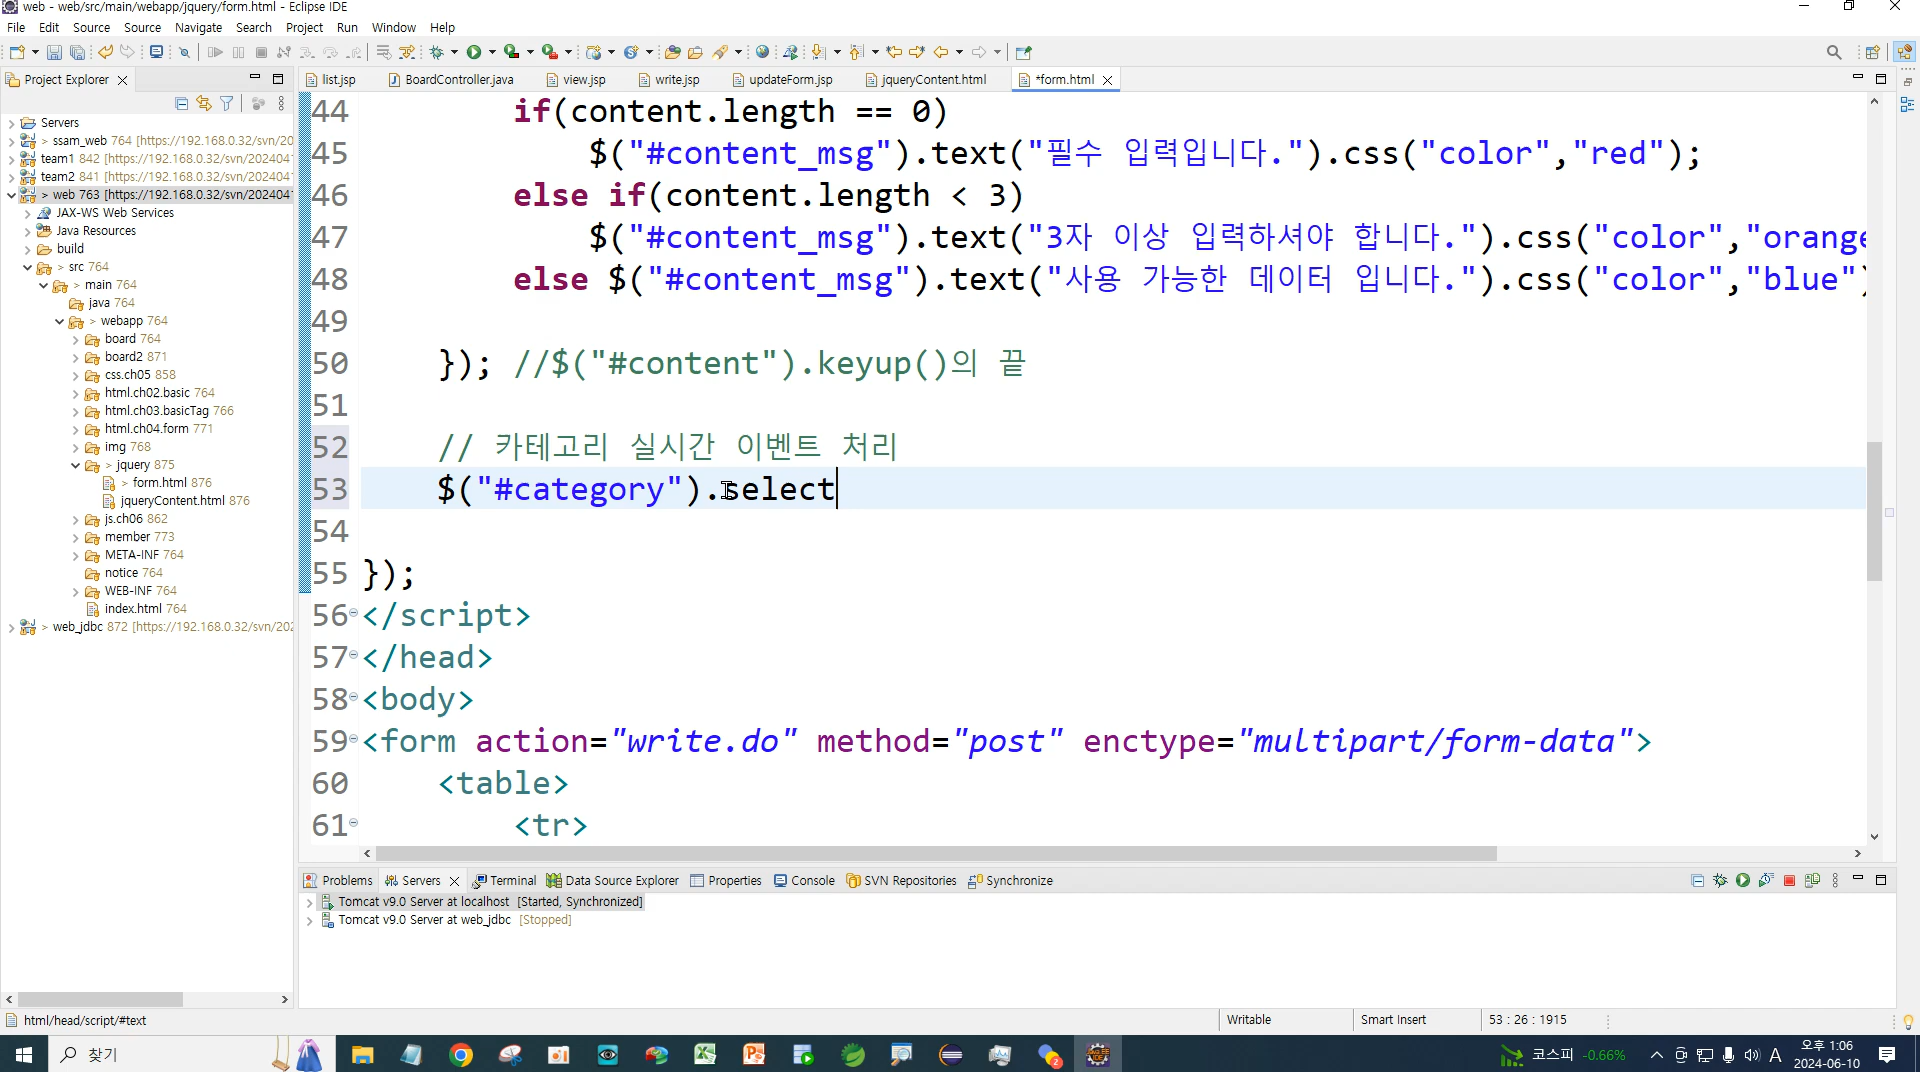 web - web/src/main/webapp/jquery/form.html - Eclipse IDE
File Edit Source Source Navigate Search Project Run Window Help
Project Explorer
list.jsp BoardController.java view.jsp write.jsp updateForm.jsp jqueryContent.html *form.html
Servers
> ssam_web 764 [https://192.168.0.32/svn/20
team1 842 [https://192.168.0.32/svn/202404
team2 841 [https://192.168.0.32/svn/202404
> web 763 [https://192.168.0.32/svn/202404
JAX-WS Web Services
Java Resources
build
> src 764
> main 764
java 764
> webapp 764
board 764
board2 871
css.ch05 858
html.ch02.basic 764
html.ch03.basicTag 766
html.ch04.form 771
img 768
> jquery 875
> form.html 876
jqueryContent.html 876
js.ch06 862
member 773
META-INF 764
notice 764
WEB-INF 764
index.html 764
> web_jdbc 872 [https://192.168.0.32/svn/202
44 if(content.length == 0)
45 $("#content_msg").text("필수 입력입니다.").css("color","red");
46 else if(content.length < 3)
47 $("#content_msg").text("3자 이상 입력하셔야 합니다.").css("color","orange
48 else $("#content_msg").text("사용 가능한 데이터 입니다.").css("color","blue")
49
50 }); //$("#content").keyup()의 끝
51
52 // 카테고리 실시간 이벤트 처리
53 $("#category").select
54
55 });
56 </script>
57 </head>
58 <body>
59 <form action="write.do" method="post" enctype="multipart/form-data">
60 <table>
61 <tr>
Problems Servers Terminal Data Source Explorer Properties Console SVN Repositories Synchronize
Tomcat v9.0 Server at localhost [Started, Synchronized]
Tomcat v9.0 Server at web_jdbc [Stopped]
html/head/script/#text Writable Smart Insert 53 : 26 : 1915
찾기
코스피 -0.66%
A
오후 1:06
2024-06-10